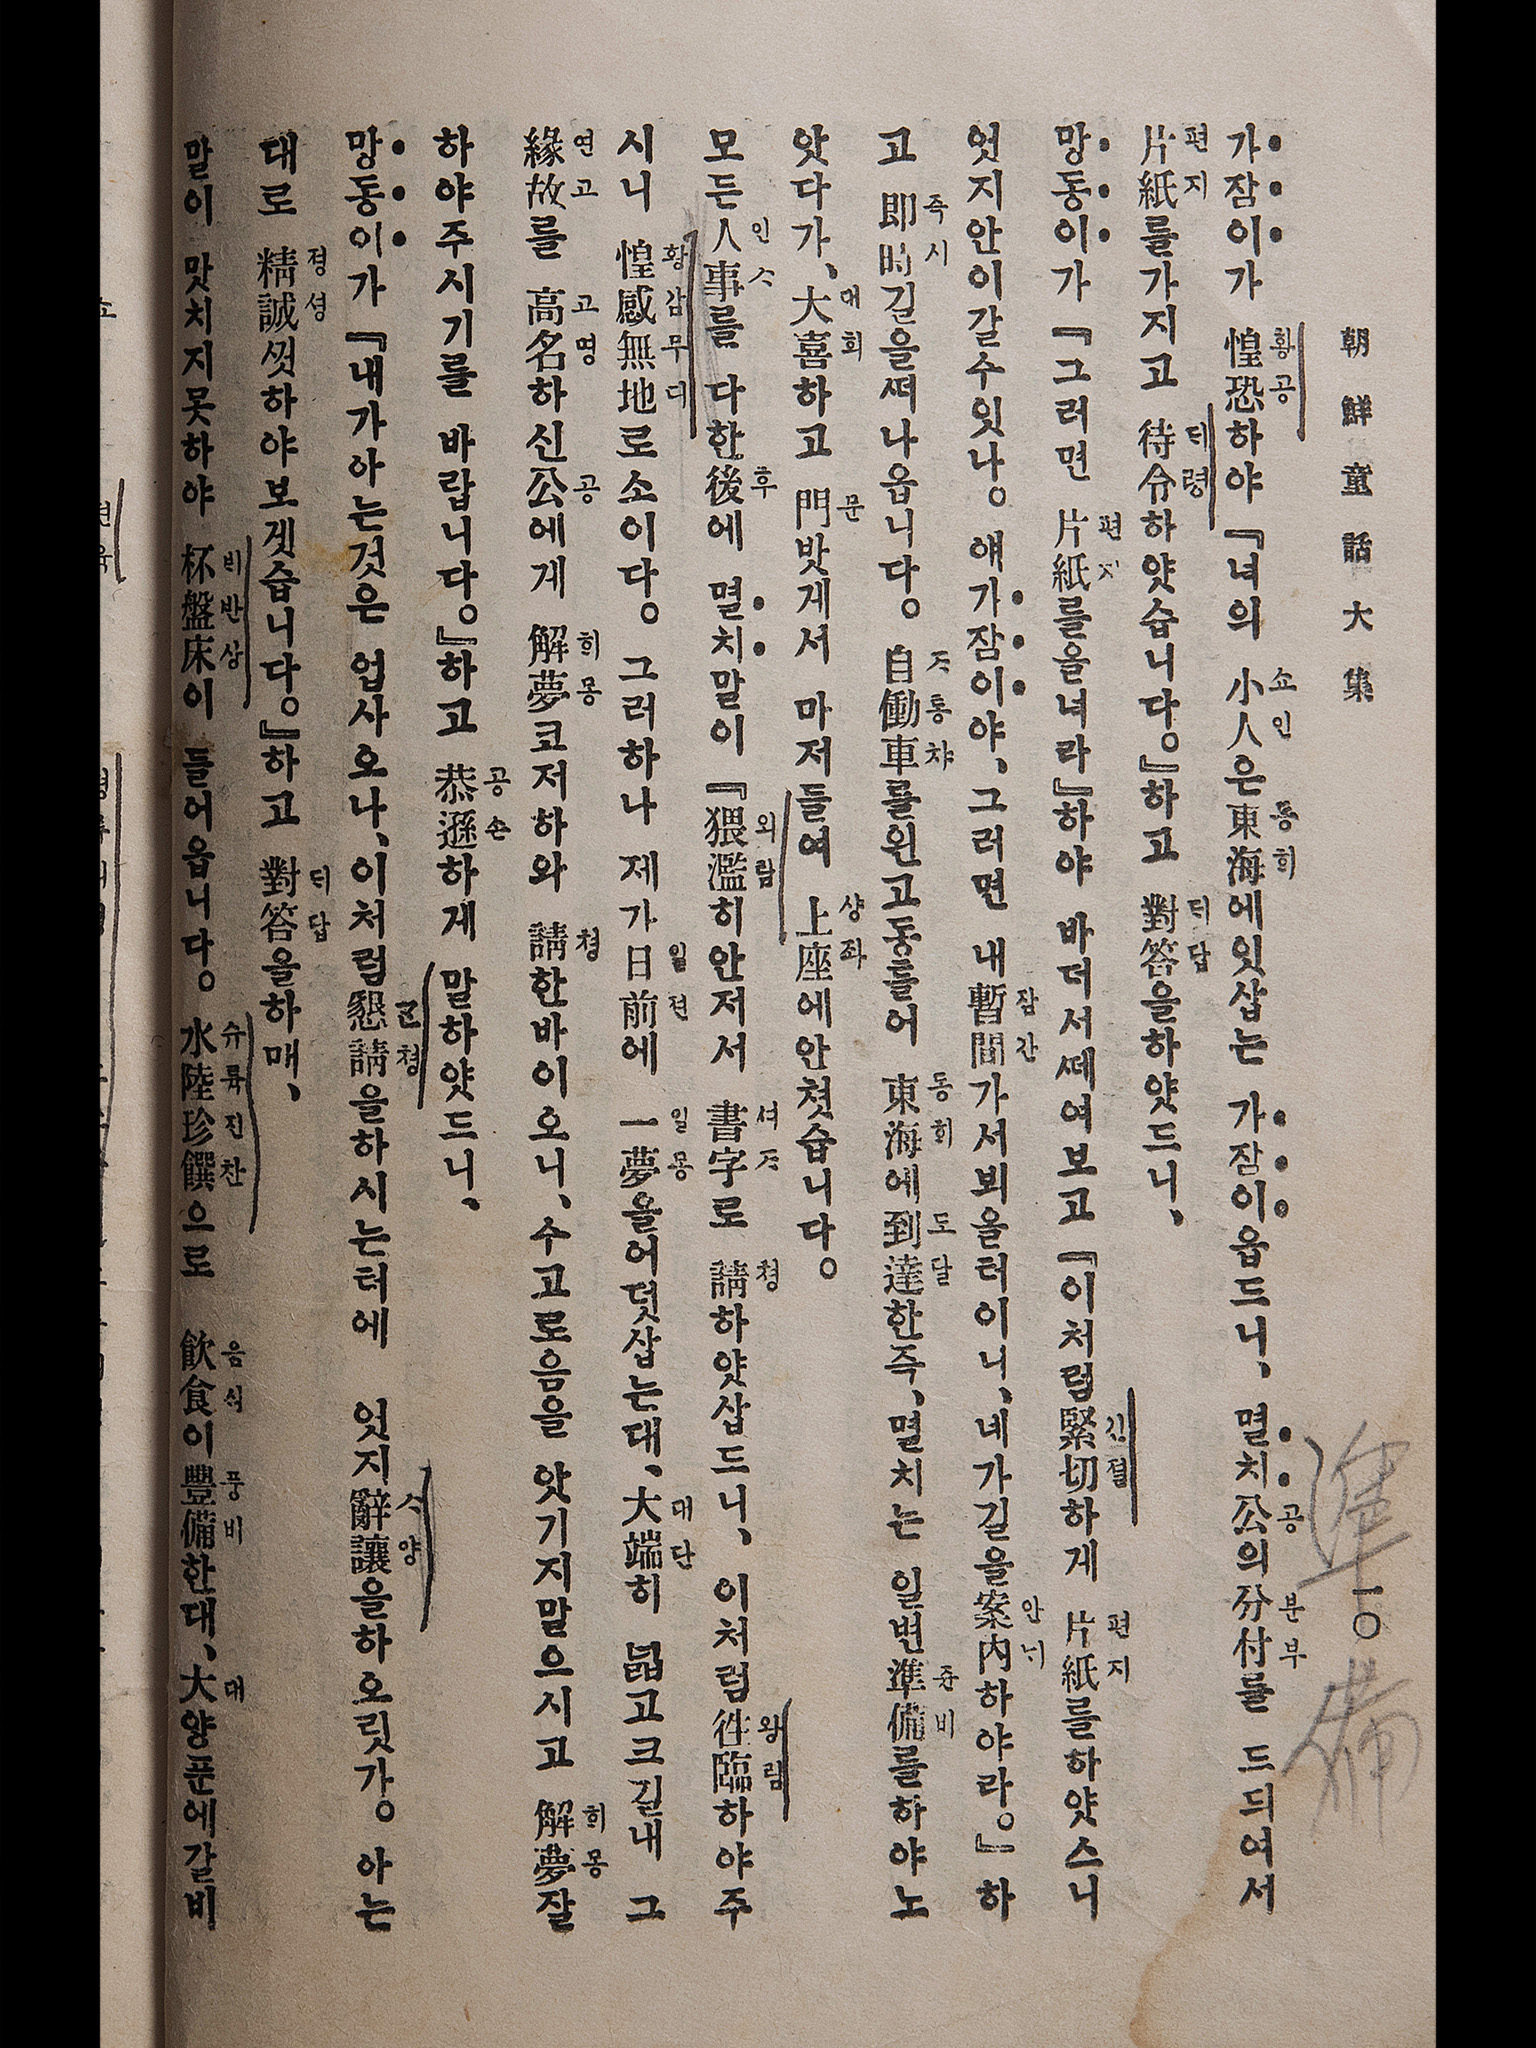 朝鮮童話大集
一〇
가잠이가 惶恐하야 『녀의 小人은東海에잇삽는 가잠이옵드니、멸치公의分付를 드듸여서
片紙를가지고 待令하얏습니다。』하고 對答을하얏드니、
망동이가 『그러면 片紙를올녀라』하야 바더서떼여보고 『이처럼緊切하게 片紙를하얏스니
엇지안이갈수잇나。얘가잠이야、그러면 내暫間가서뵈올터이니、네가길을案內하야라。』하
고 即時길을떠나옵니다。 自働車를왼고동틀어 東海에到達한즉、멸치는 일변準備를하야노
앗다가、大喜하고 門밧게서 마저들여 上座에안첫습니다。
모든人事를 다한後에 멸치말이 『猥濫히안저서 書字로 請하얏삽드니、이처럼徃臨하야주
시니 惶感無地로소이다。 그러하나 제가日前에 一夢을어덧삽는대、大端히 넓고크길내 그
緣故를 高名하신公에게 解夢코저하와 請한바이오니、수고로음을 앗기지말으시고 解夢잘
하야주시기를 바랍니다。』하고 恭遜하게 말하얏드니、
망동이가 『내가아는것은 업사오나、이처럼懇請을하시는터에 엇지辭讓을하오릿가。 아는
대로 精誠껏하야보겟습니다。』하고 對答을하매、
말이 맛치지못하야 杯盤床이 들어옵니다。 水陸珍饌으로 飮食이豐備한대、大양푼에갈비
準備